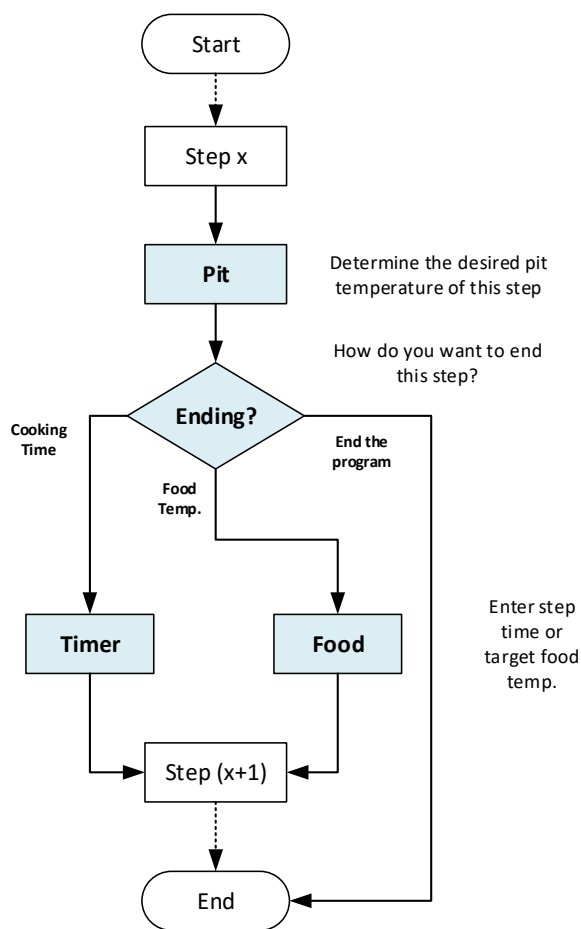 Start
Step x
Pit
Determine the desired pit
temperature of this step
How do you want to end
this step?
Ending?
Cooking
Time
End the
program
Food
Temp.
Timer
Food
Enter step
time or
target food
temp.
Step (x+1)
End